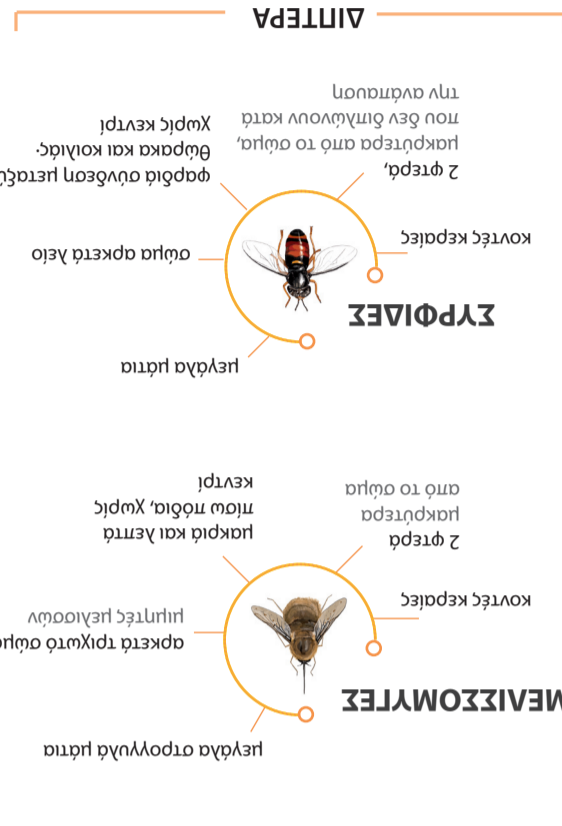 μεγάλα στρογγυλά μάτια
ΜΕΛΙΣΣΟΜΥΓΕΣ
αρκετά τριχωτό σώμα
μιμητές μελισσών
κοντές κεραίες
2 φτερά
μακρύτερα
από το σώμα
μακριά και λεπτά
πίσω πόδια, χωρίς
κεντρί
μεγάλα μάτια
ΣΥΡΦΙΔΕΣ
σώμα αρκετά λείο
κοντές κεραίες
2 φτερά,
μακρύτερα από το σώμα,
που δεν διπλώνουν κατά
την ανάπαυση
φαρδιά σύνδεση μεταξύ
θώρακα και κοιλιάς·
χωρίς κεντρί
ΔΙΠΤΕΡΑ